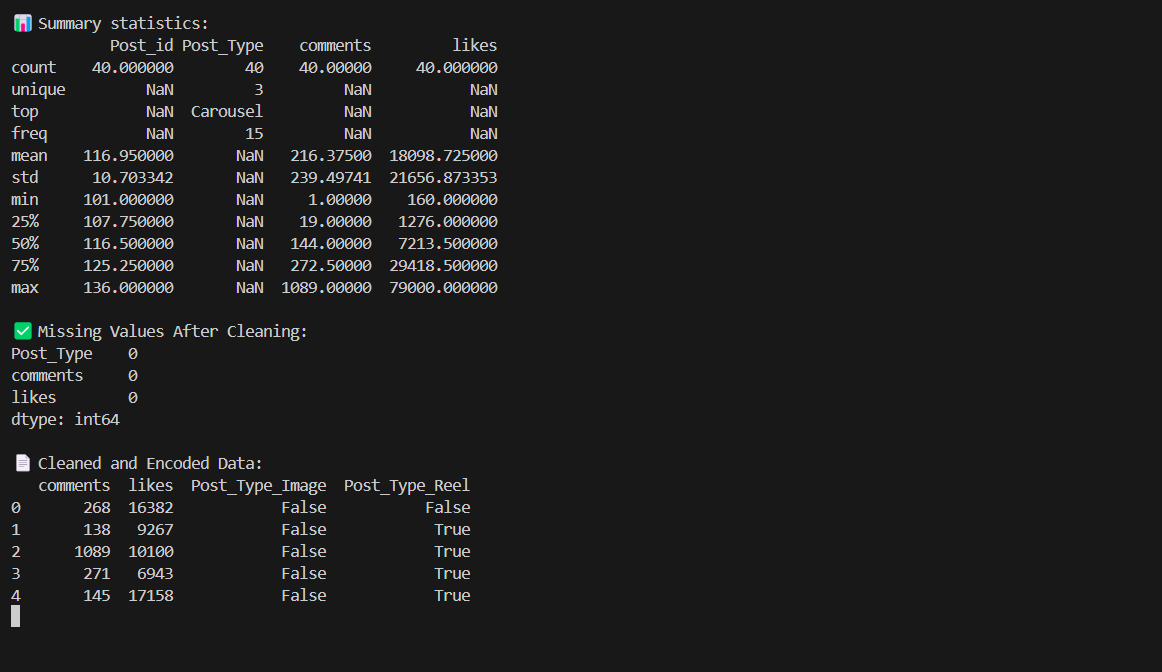 📊 Summary statistics:
           Post_id Post_Type    comments         likes
count    40.000000        40    40.00000     40.000000
unique         NaN         3         NaN           NaN
top            NaN  Carousel         NaN           NaN
freq           NaN        15         NaN           NaN
mean    116.950000       NaN   216.37500  18098.725000
std      10.703342       NaN   239.49741  21656.873353
min     101.000000       NaN     1.00000    160.000000
25%     107.750000       NaN    19.00000   1276.000000
50%     116.500000       NaN   144.00000   7213.500000
75%     125.250000       NaN   272.50000  29418.500000
max     136.000000       NaN  1089.00000  79000.000000

✅ Missing Values After Cleaning:
Post_Type    0
comments     0
likes        0
dtype: int64

📄 Cleaned and Encoded Data:
   comments  likes  Post_Type_Image  Post_Type_Reel
0       268  16382            False           False
1       138   9267            False            True
2      1089  10100            False            True
3       271   6943            False            True
4       145  17158            False            True